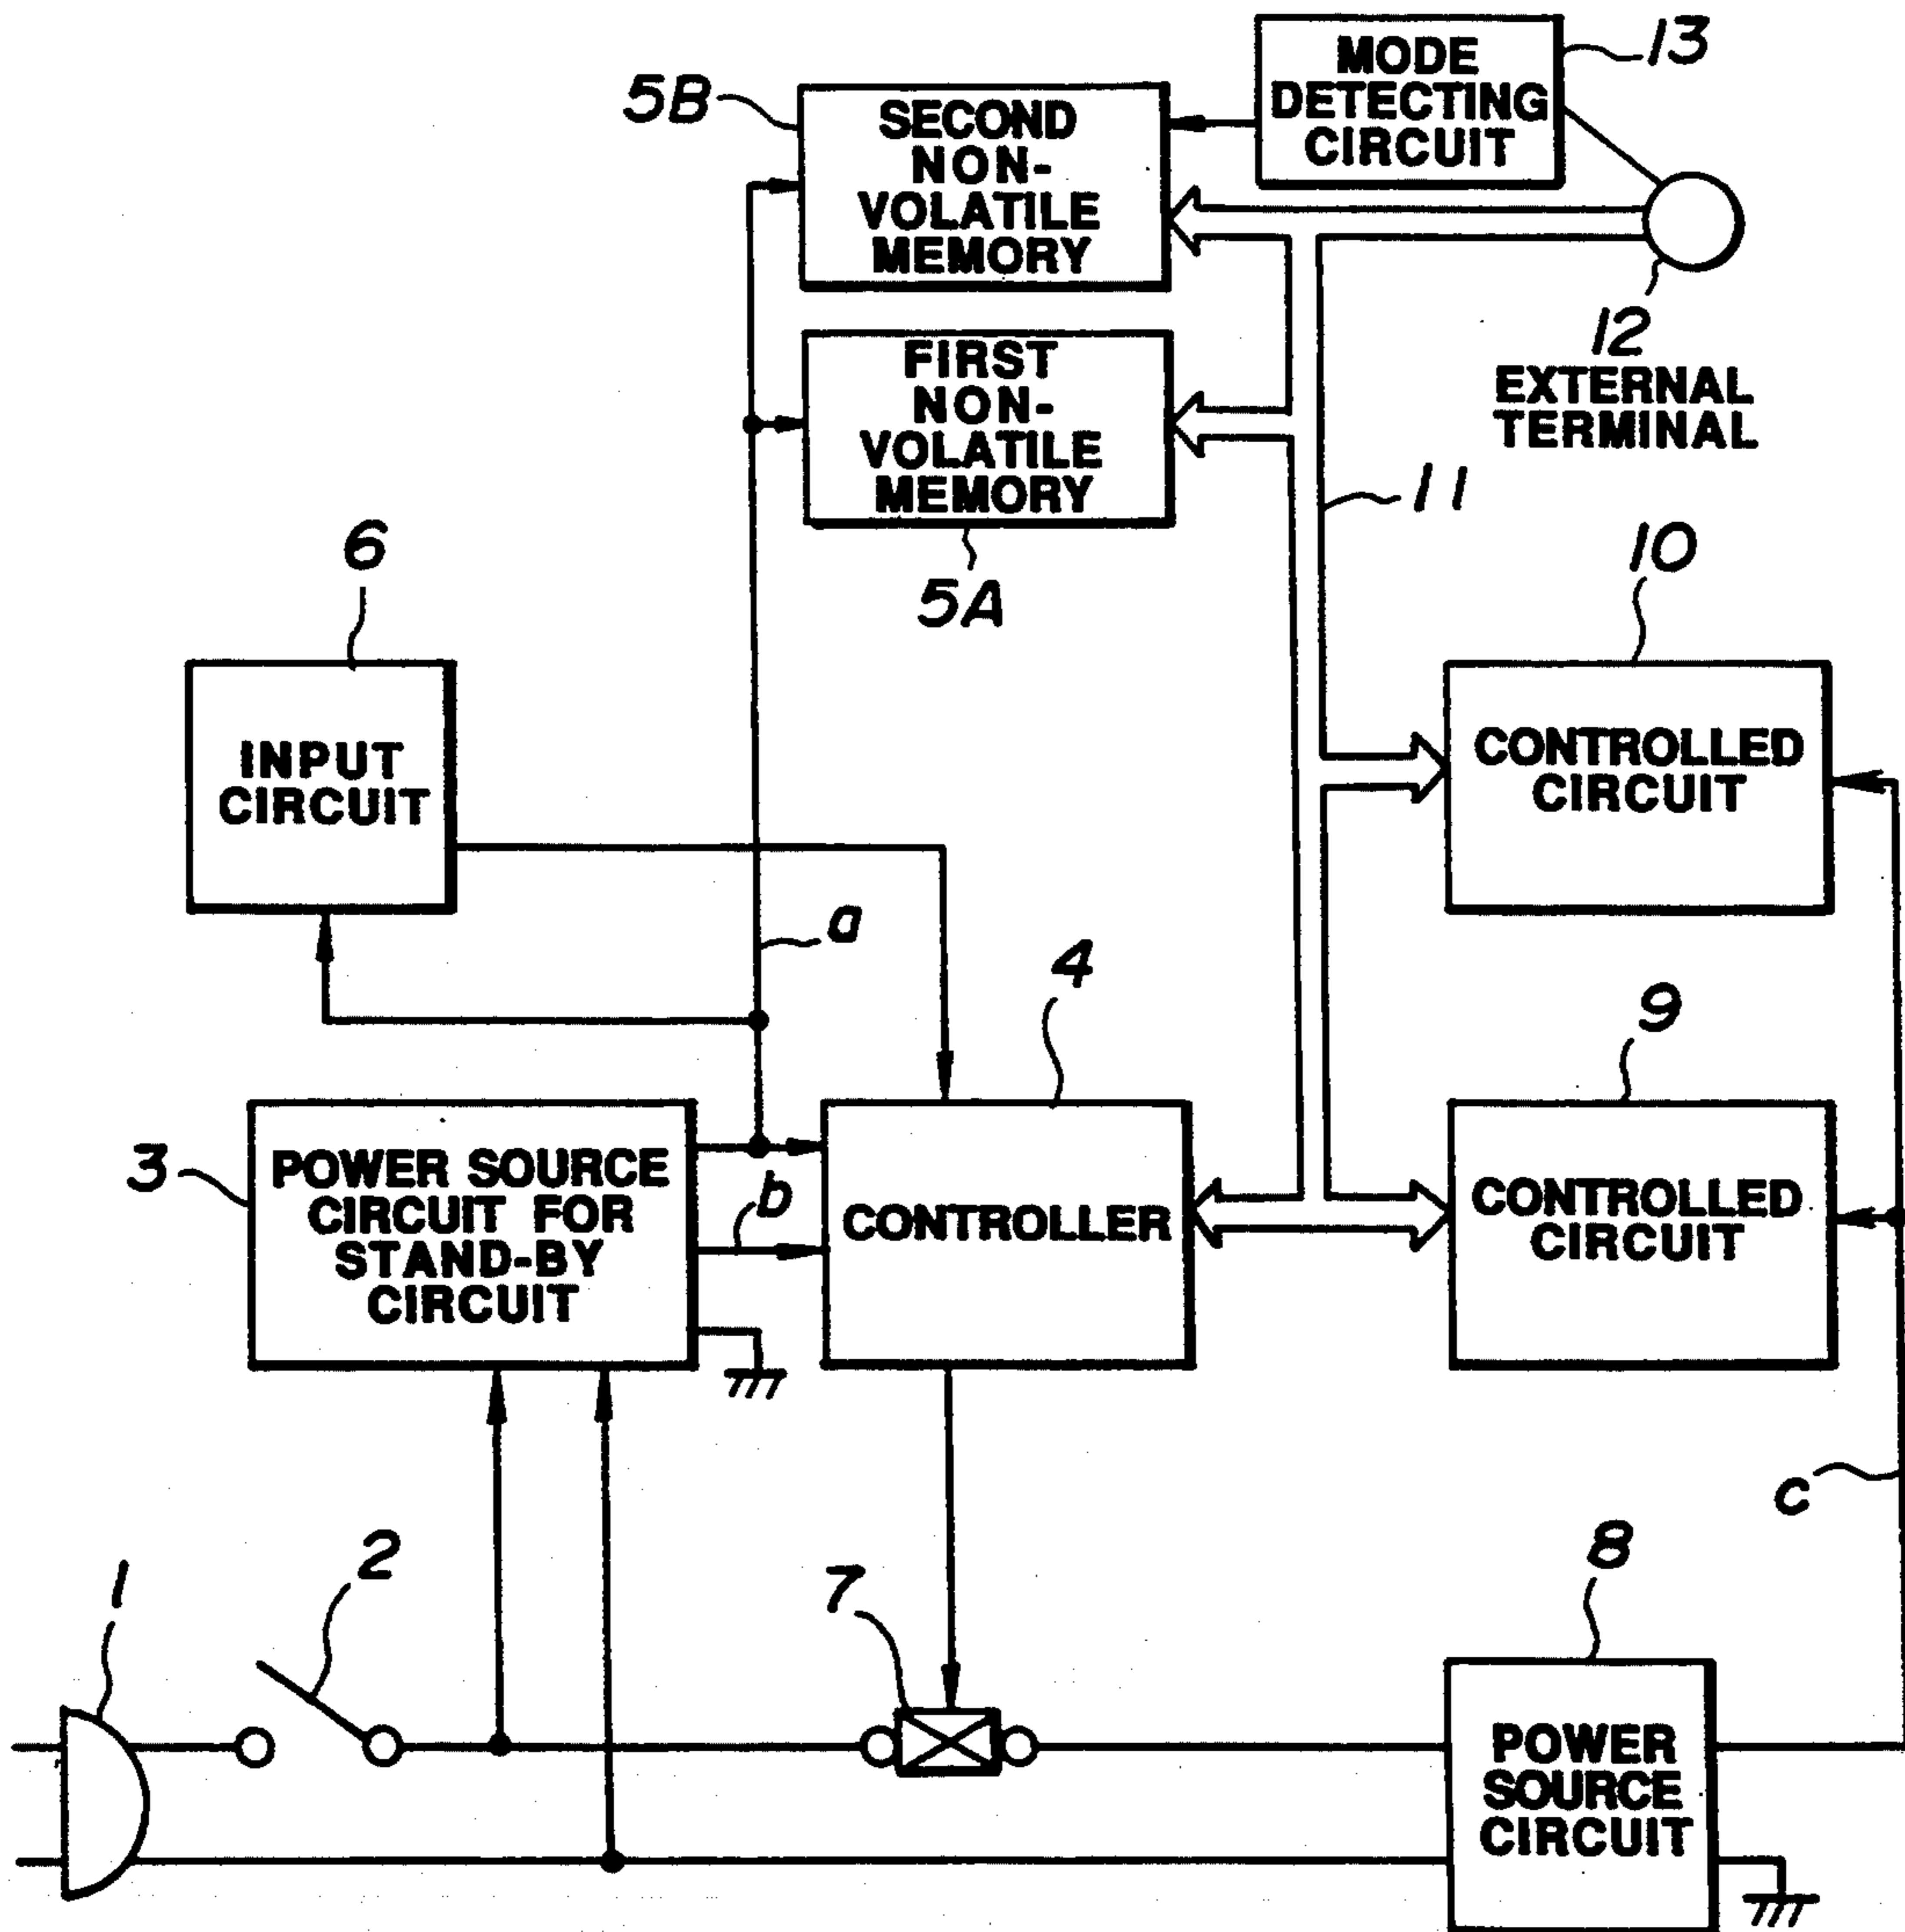 13
MODE
DETECTING
CIRCUIT
5B
SECOND
NON-
VOLATILE
MEMORY
12
EXTERNAL
TERMINAL
FIRST
NON-
VOLATILE
MEMORY
5A
11
6
10
INPUT
CIRCUIT
CONTROLLED
CIRCUIT
a
4
9
3
POWER SOURCE
CIRCUIT FOR
STAND-BY
CIRCUIT
b
CONTROLLER
CONTROLLED
CIRCUIT
c
1
2
7
8
POWER
SOURCE
CIRCUIT